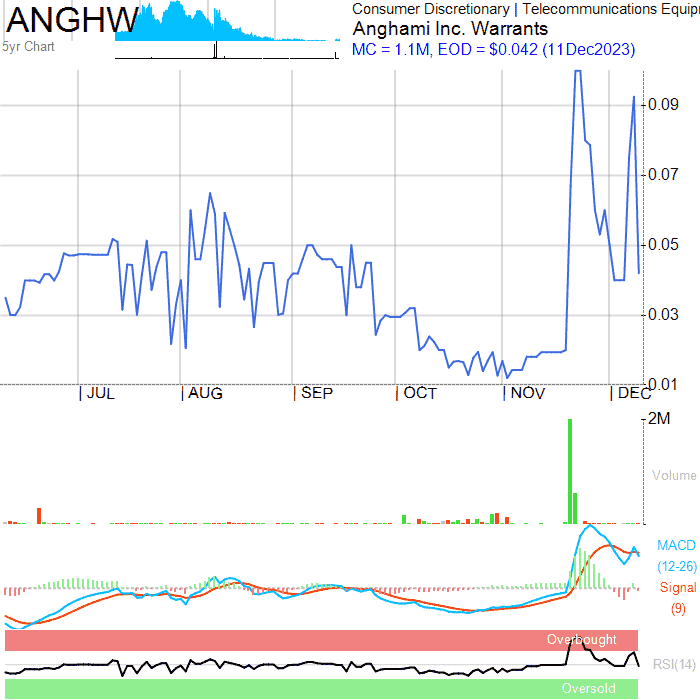 ANGHW
5yr Chart
Consumer Discretionary | Telecommunications Equip
Anghami Inc. Warrants
MC = 1.1M, EOD = $0.042 (11Dec2023)
0.09
0.07
0.05
0.03
0.01
JUL
AUG
SEP
OCT
NOV
DEC
2M
Volume
MACD
(12-26)
Signal
(9)
Overbought
RSI(14)
Oversold